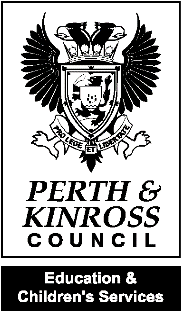 PRO LEGE ET LIBERTATE
PERTH &
KINROSS
COUNCIL
Education &
Children's Services